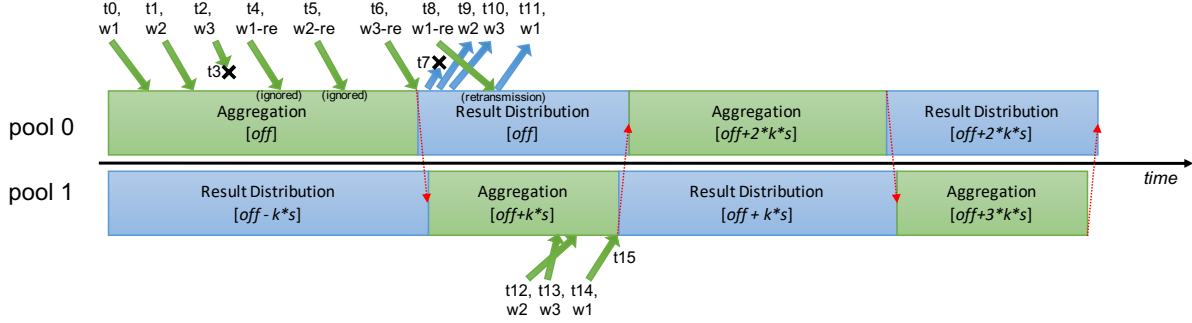 t0, t1, t2, t4, t5, t6, t8, t9, t10, t11,
w1 w2 w3 w1-re w2-re w3-re w1-re w2 w3 w1
t3 t7
(ignored) (ignored) (retransmission)
pool 0
Aggregation
[off]
Result Distribution
[off]
Aggregation
[off+2*k*s]
Result Distribution
[off+2*k*s]
time
pool 1
Result Distribution
[off - k*s]
Aggregation
[off+k*s]
Result Distribution
[off + k*s]
Aggregation
[off+3*k*s]
t15
t12, t13, t14,
w2 w3 w1